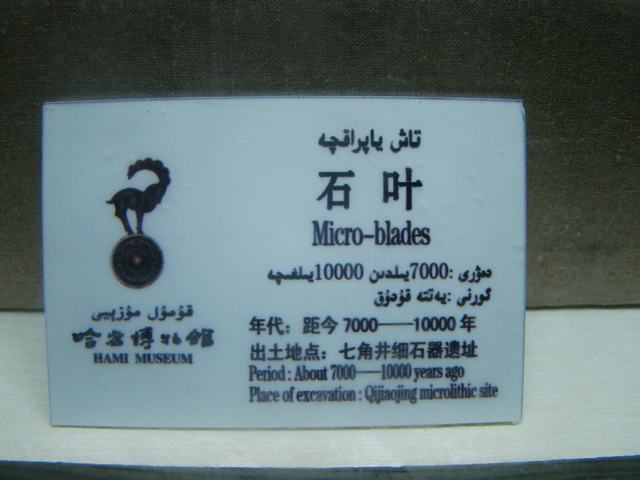 تاش ياپراقچە
石 叶
Micro-blades
دەۋرى :7000يىلدىن 10000يىلغىچە
ئورنى :يەتتە قۇدۇق
年代：距今 7000——10000 年
出土地点：七角井细石器遗址
Period : About 7000——10000 years ago
Place of excavation : Qijiaojing microlithic site
قۇمۇل مۇزېيى
哈密博物館
HAMI MUSEUM